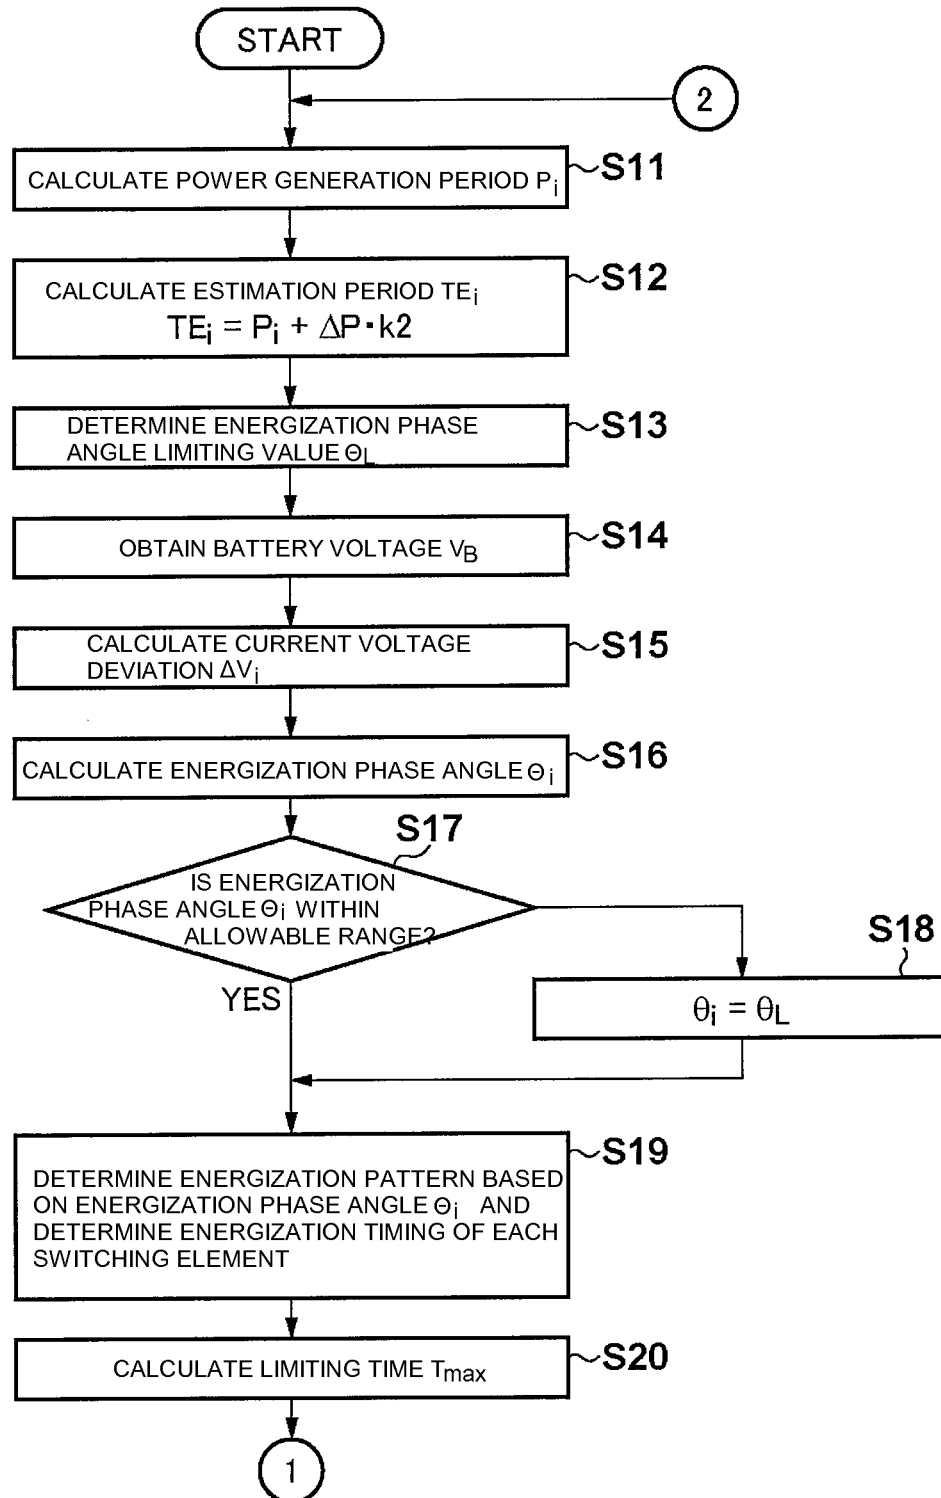 START
2
S11
CALCULATE POWER GENERATION PERIOD Pi
S12
CALCULATE ESTIMATION PERIOD TEi
TEi = Pi + ΔP・k2
S13
DETERMINE ENERGIZATION PHASE
ANGLE LIMITING VALUE ΘL
S14
OBTAIN BATTERY VOLTAGE VB
S15
CALCULATE CURRENT VOLTAGE
DEVIATION ΔVi
S16
CALCULATE ENERGIZATION PHASE ANGLE Θi
S17
IS ENERGIZATION
PHASE ANGLE Θi WITHIN
ALLOWABLE RANGE?
S18
YES
θi = θL
S19
DETERMINE ENERGIZATION PATTERN BASED
ON ENERGIZATION PHASE ANGLE Θi AND
DETERMINE ENERGIZATION TIMING OF EACH
SWITCHING ELEMENT
S20
CALCULATE LIMITING TIME Tmax
1